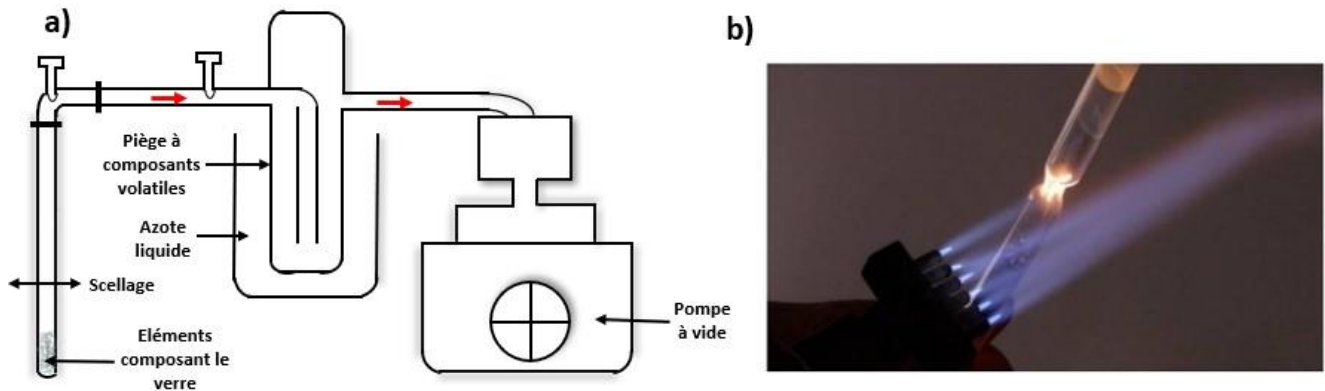 a)
b)
Piège à
composants
volatiles
Azote
liquide
Scellage
Eléments
composant le
verre
Pompe
à vide